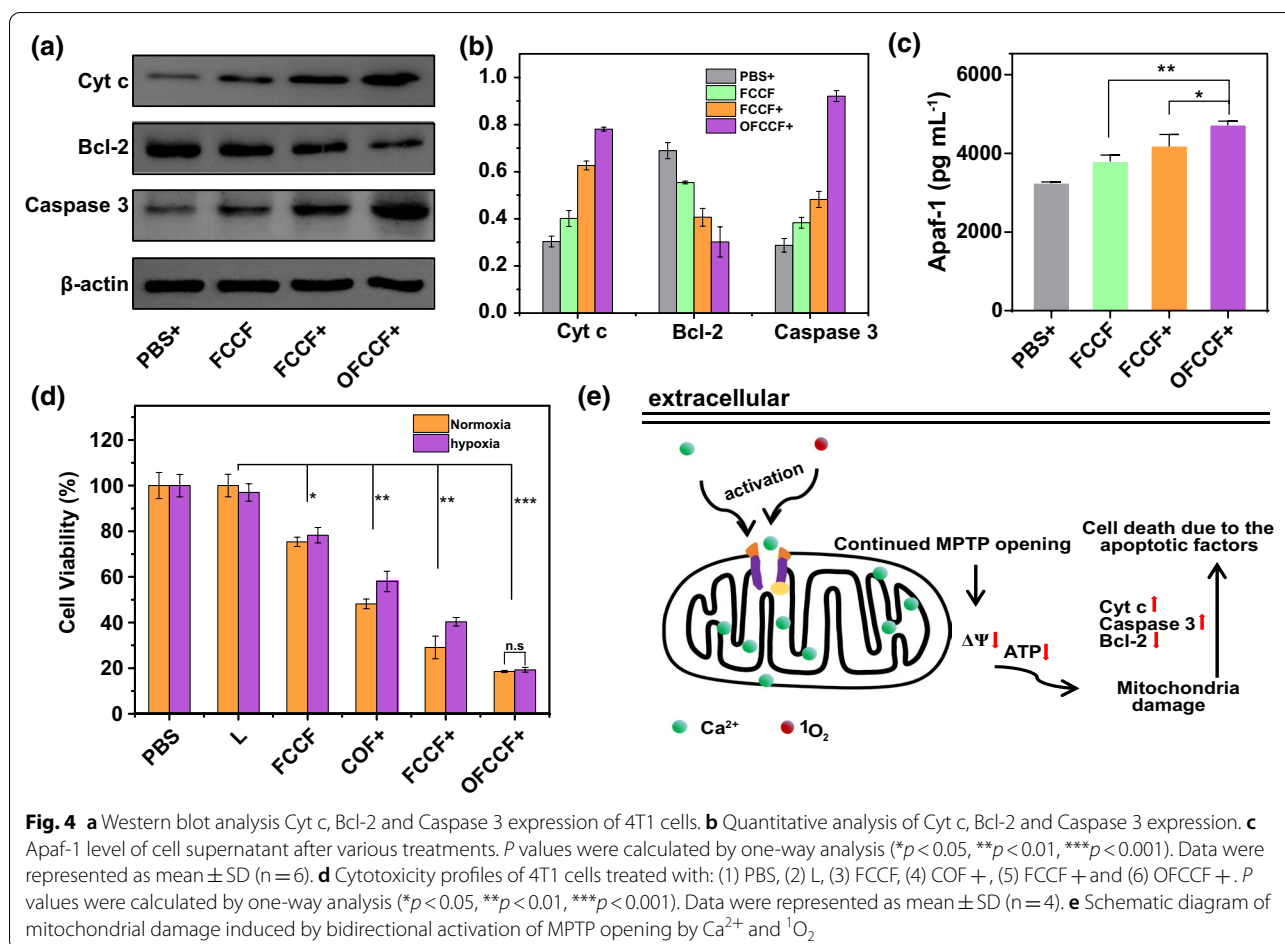 (a)
Cyt c
Bcl-2
Caspase 3
β-actin
PBS+
FCCF
FCCF+
OFCCF+
(b)
1.0
0.8
0.6
0.4
0.2
0.0
PBS+
FCCF
FCCF+
OFCCF+
Cyt c
Bcl-2
Caspase 3
(c)
Apaf-1 (pg mL⁻¹)
6000
4000
2000
0
**
*
PBS+
FCCF
FCCF+
OFCCF+
(d)
Cell Viability (%)
120
100
80
60
40
20
0
Normoxia
hypoxia
*
**
**
***
n.s
PBS
L
FCCF
COF+
FCCF+
OFCCF+
(e)
extracellular
activation
Continued MPTP opening
ΔΨ
ATP
Mitochondria
damage
Cyt c
Caspase 3
Bcl-2
Cell death due to the
apoptotic factors
Ca²⁺
¹O₂
Fig. 4 a Western blot analysis Cyt c, Bcl-2 and Caspase 3 expression of 4T1 cells. b Quantitative analysis of Cyt c, Bcl-2 and Caspase 3 expression. c
Apaf-1 level of cell supernatant after various treatments. P values were calculated by one-way analysis (*p < 0.05, **p < 0.01, ***p < 0.001). Data were
represented as mean ± SD (n = 6). d Cytotoxicity profiles of 4T1 cells treated with: (1) PBS, (2) L, (3) FCCF, (4) COF +, (5) FCCF + and (6) OFCCF +. P
values were calculated by one-way analysis (*p < 0.05, **p < 0.01, ***p < 0.001). Data were represented as mean ± SD (n = 4). e Schematic diagram of
mitochondrial damage induced by bidirectional activation of MPTP opening by Ca²⁺ and ¹O₂